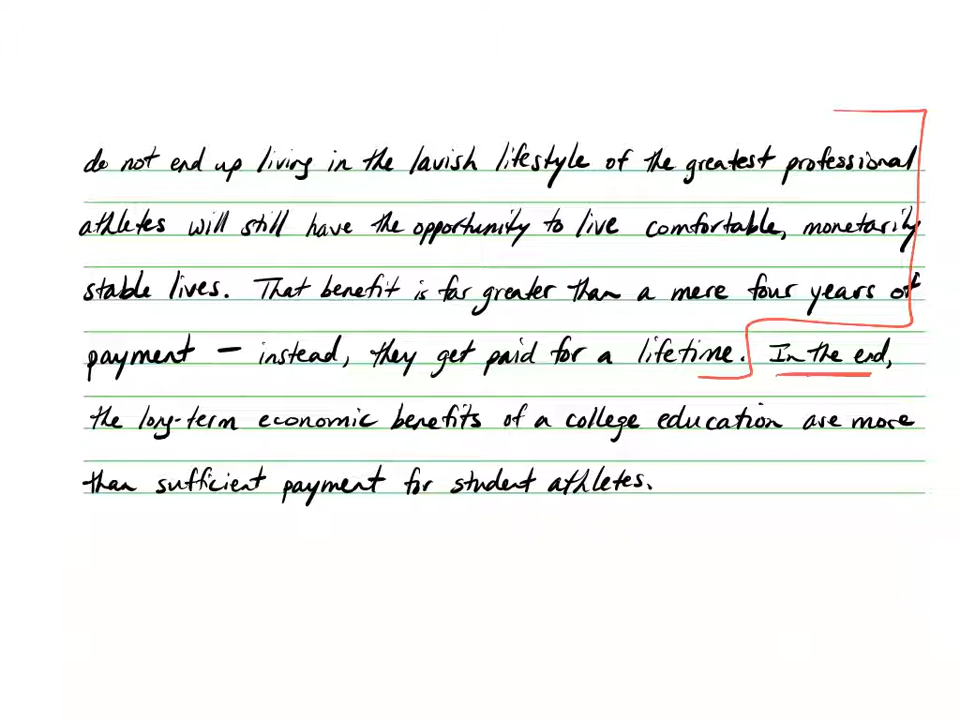 do not end up living in the lavish lifestyle of the greatest professional
athletes will still have the opportunity to live comfortable, monetarily
stable lives. That benefit is far greater than a mere four years of
payment – instead, they get paid for a lifetime. In the end,
the long-term economic benefits of a college education are more
than sufficient payment for student athletes.